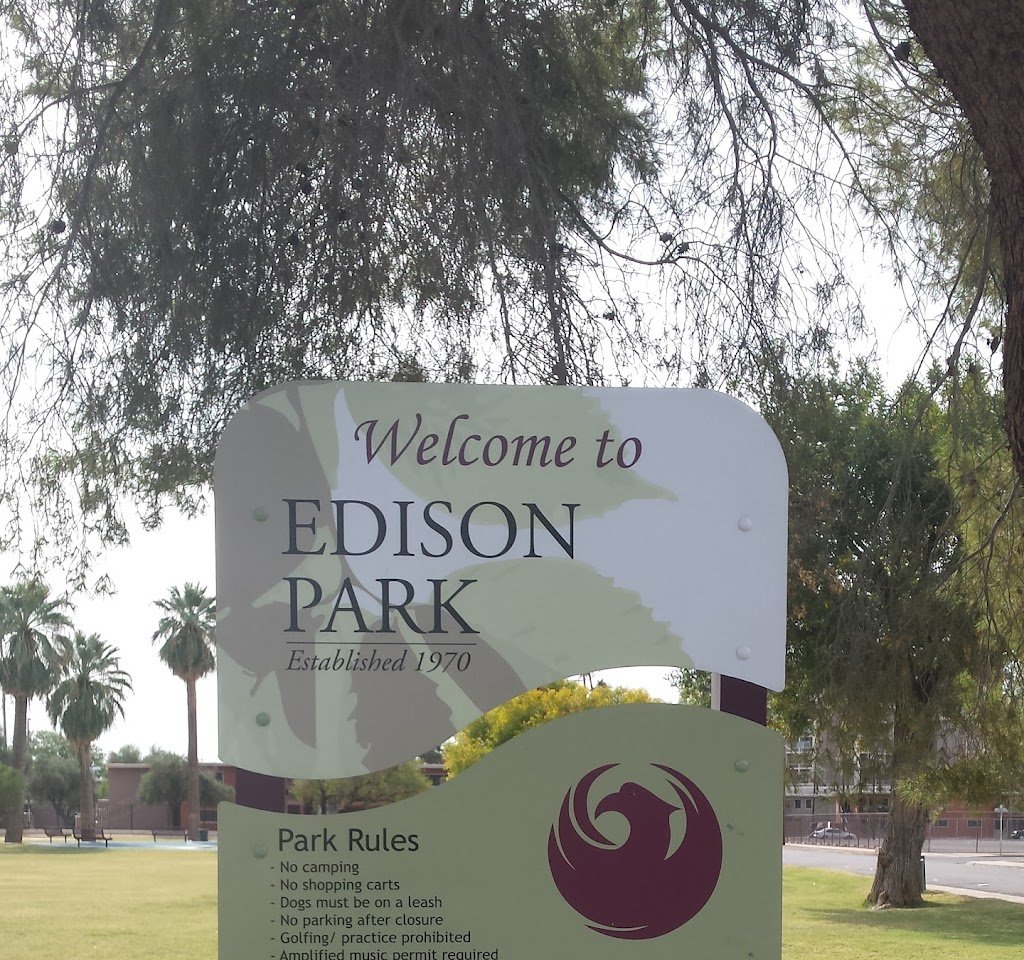 Welcome to
EDISON
PARK
Established 1970
Park Rules
- No camping
- No shopping carts
- Dogs must be on a leash
- No parking after closure
- Golfing/ practice prohibited
- Amplified music permit required